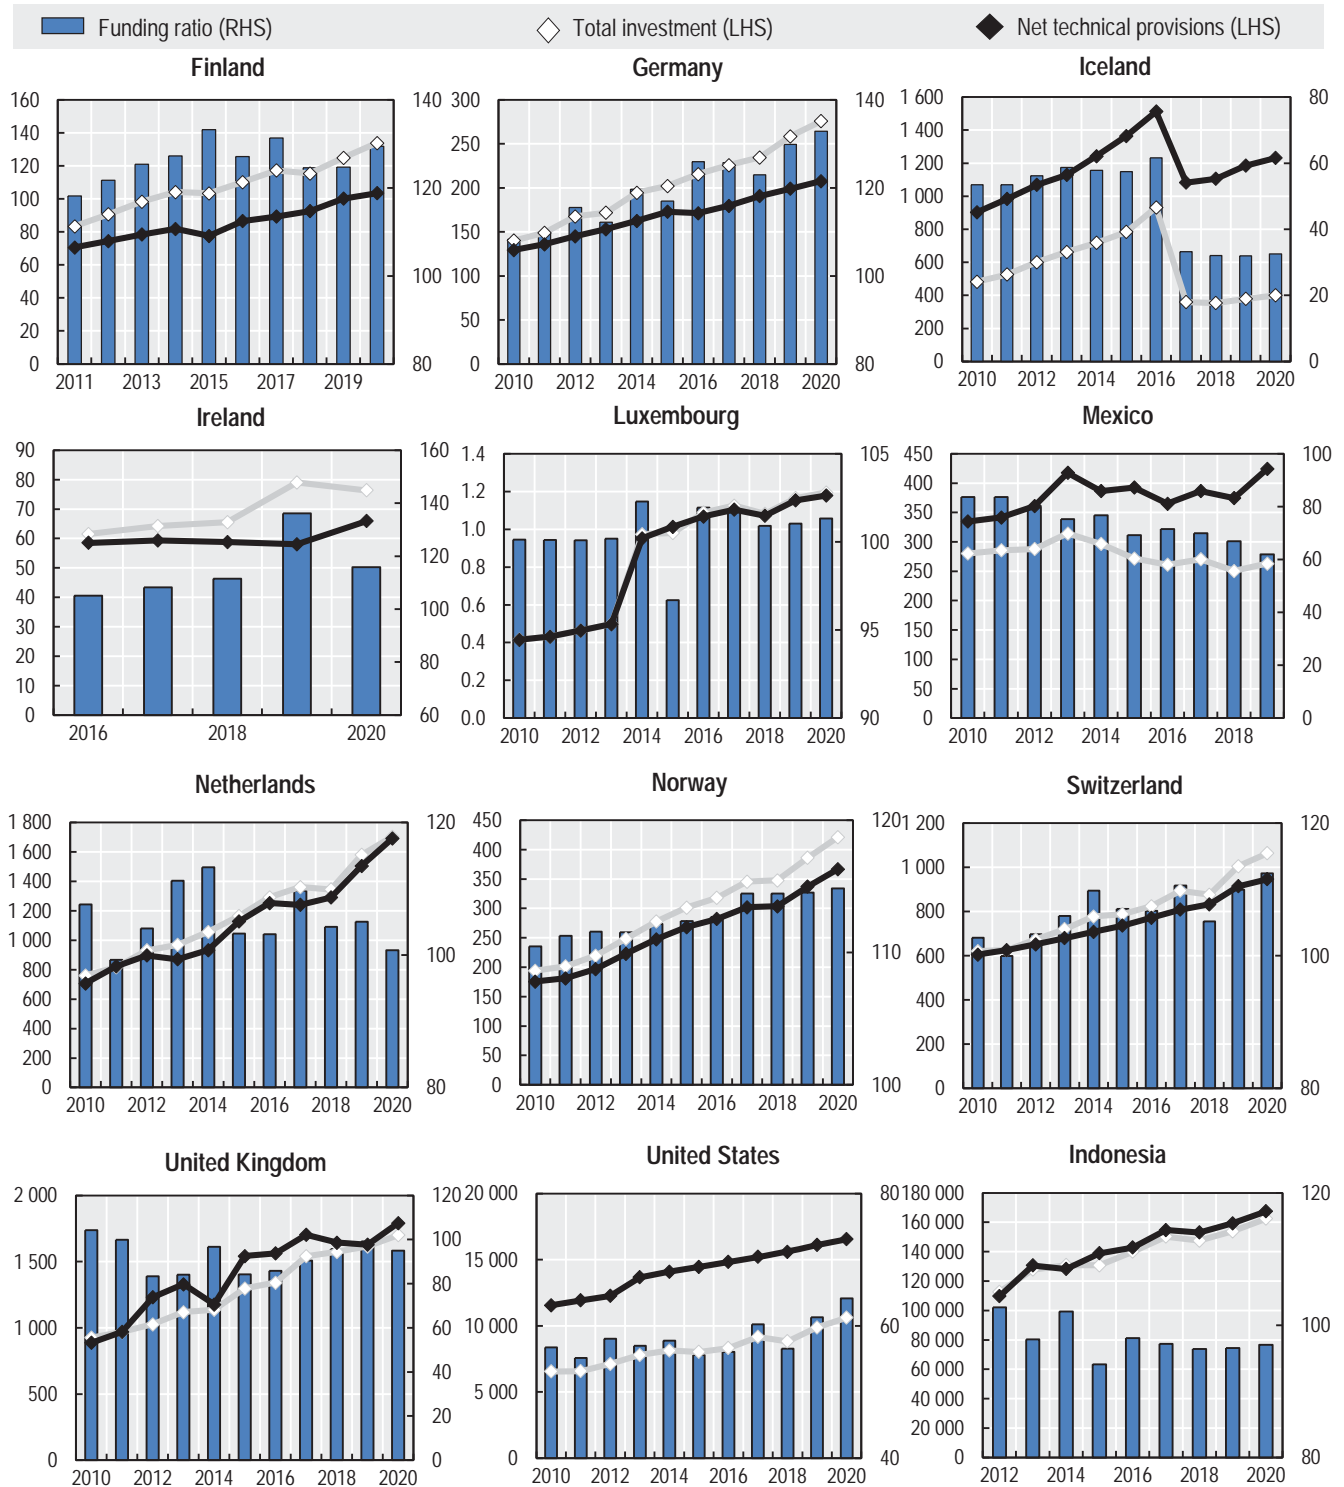 Funding ratio (RHS) Total investment (LHS) Net technical provisions (LHS)
Finland Germany Iceland
160 140 300 140 1 600 80
140 250 1 400
120 120 200 120 1 200 60
100 1 000
80 150 800 40
60 100 100 100 600
40 400 20
20 50 200
0 80 0 80 0 0
2011 2013 2015 2017 2019 2010 2012 2014 2016 2018 2020 2010 2012 2014 2016 2018 2020
Ireland Luxembourg Mexico
90 160 1.4 105 450 100
80 140 1.2 400
70 350 80
60 120 1.0 100 300
50 0.8 250 60
40 100 0.6 200 40
30 95 150
20 80 0.4 100 20
10 0.2 50
0 60 0.0 90 0 0
2016 2018 2020 2010 2012 2014 2016 2018 2020 2010 2012 2014 2016 2018
Netherlands Norway Switzerland
1 800 120 450 120 1 200 120
1 600 400
1 400 350 1 000
1 200 300 800
1 000 100 250 110 600 100
800 200
600 150 400
400 100 200
200 50
0 80 0 100 0 80
2010 2012 2014 2016 2018 2020 2010 2012 2014 2016 2018 2020 2010 2012 2014 2016 2018 2020
United Kingdom United States Indonesia
2 000 120 20 000 80 180 000 120
160 000
1 500 100 15 000 140 000
80 120 000
1 000 60 10 000 60 100 000 100
80 000
500 40 5 000 60 000
20 40 000
20 000
0 0 0 40 0 80
2010 2012 2014 2016 2018 2020 2010 2012 2014 2016 2018 2020 2012 2014 2016 2018 2020